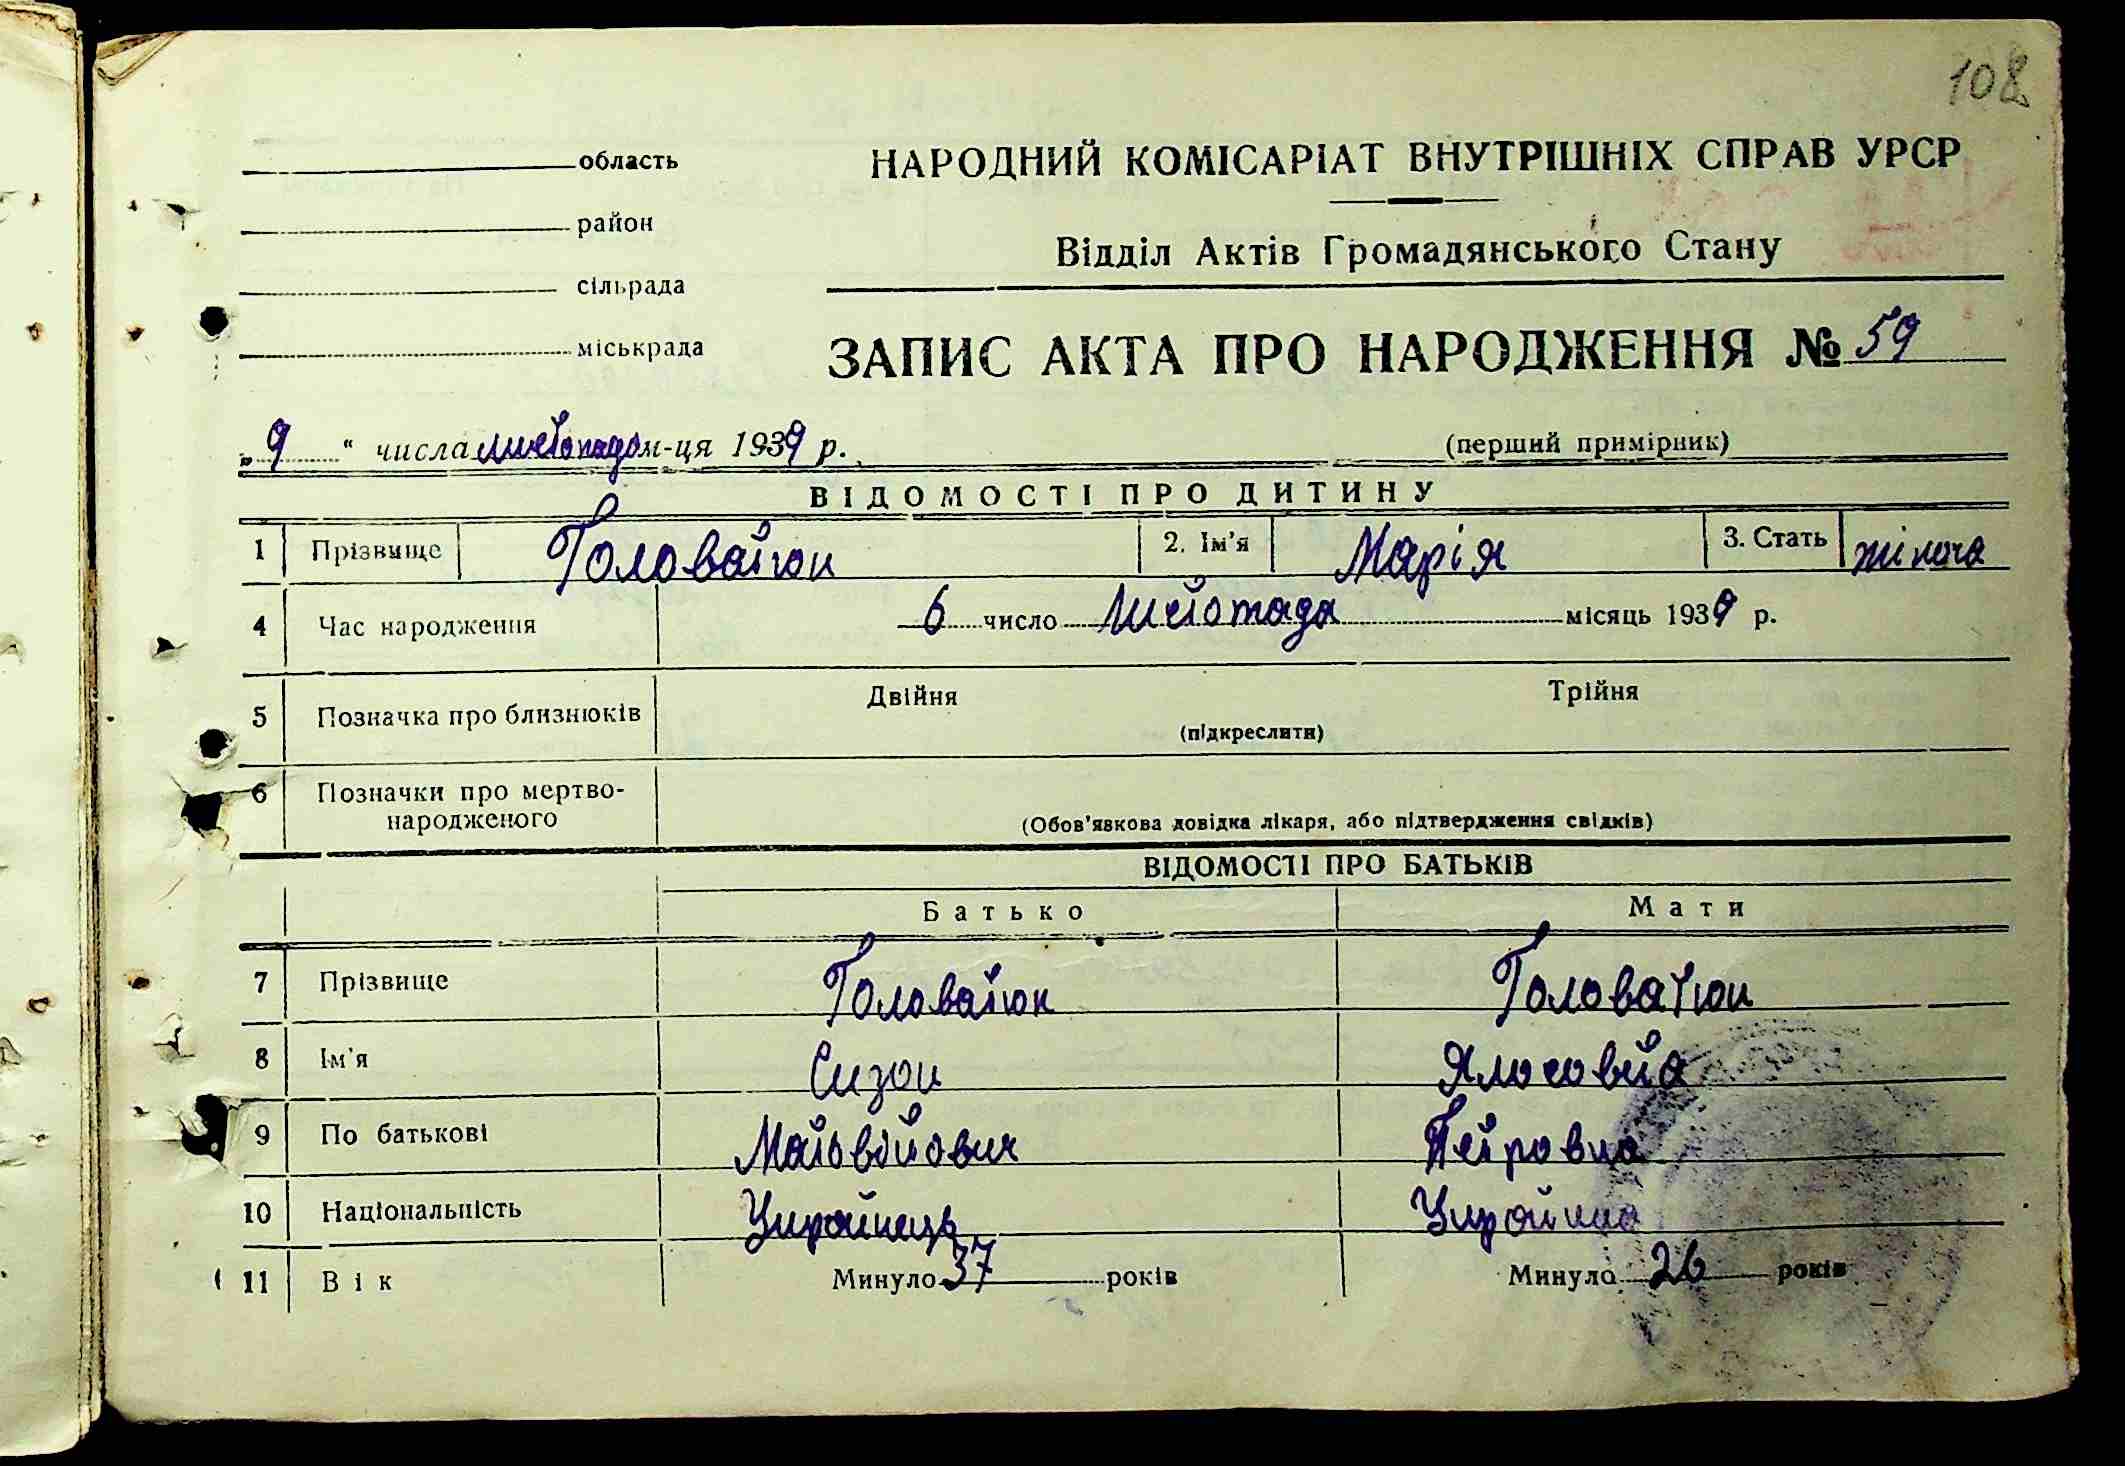 108
область
НАРОДНИЙ КОМІСАРІАТ ВНУТРІШНІХ СПРАВ УРСР
район
Відділ Актів Громадянського Стану
сільрада
міськрада
ЗАПИС АКТА ПРО НАРОДЖЕННЯ № 59
„9“ числа листопада м-ця 1939 р.
(перший примірник)
ВІДОМОСТІ ПРО ДИТИНУ
1 Прізвище Головатюк 2. Ім'я Марія 3. Стать жіноча
4 Час народження 6 число Листопада місяць 1939 р.
5 Позначка про близнюків Двійня Трійня
(підкреслити)
6 Позначки про мертво-
народженого
(Обов'язкова довідка лікаря, або підтвердження свідків)
ВІДОМОСТІ ПРО БАТЬКІВ
Батько Мати
7 Прізвище Головатюк Головатюк
8 Ім'я Сизон
9 По батькові Матвійович Петровна
10 Національність Українець Українка
11 Вік Минуло 37 років Минуло 26 років